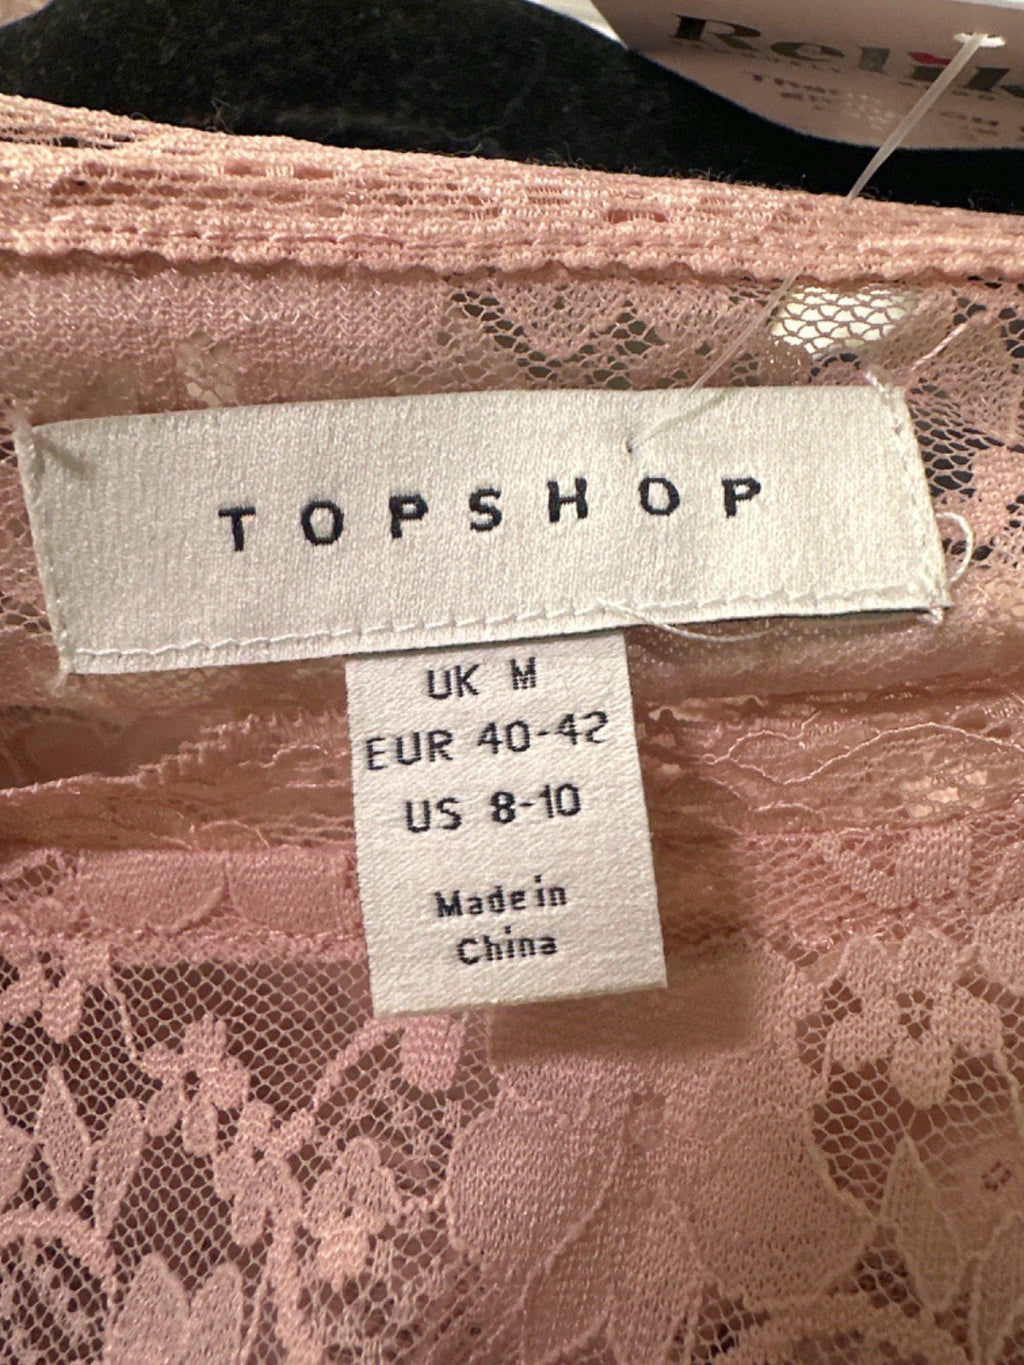 TOPSHOP
UK M
EUR 40-42
US 8-10
Made in
China